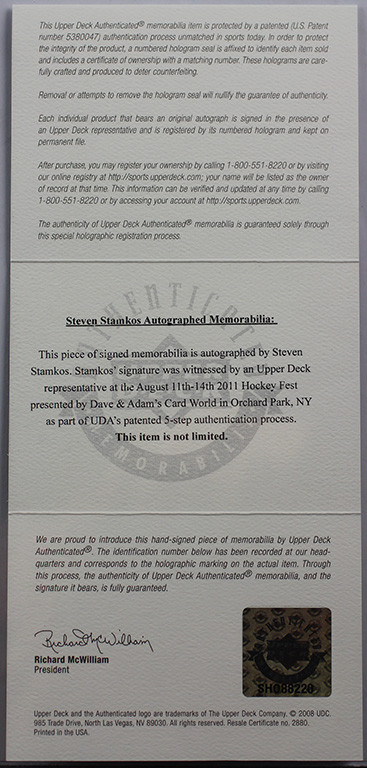 This Upper Deck Authenticated® memorabilia item is protected by a patented (U.S. Patent
number 5380047) authentication process unmatched in sports today. In order to protect
the integrity of the product, a numbered hologram seal is affixed to identify each item sold
and includes a certificate of ownership with a matching number. These holograms are care-
fully crafted and produced to deter counterfeiting.
Removal or attempts to remove the hologram seal will nullify the guarantee of authenticity.
Each individual product that bears an original autograph is signed in the presence of
an Upper Deck representative and is registered by its numbered hologram and kept on
permanent file.
After purchase, you may register your ownership by calling 1-800-551-8220 or by visiting
our online registry at http://sports.upperdeck.com; your name will be listed as the owner
of record at that time. This information can be verified and updated at any time by calling
1-800-551-8220 or by accessing your account at http://sports.upperdeck.com.
The authenticity of Upper Deck Authenticated® memorabilia is guaranteed solely through
this special holographic registration process.
AUTHENTICATED
MEMORABILIA
Steven Stamkos Autographed Memorabilia:
This piece of signed memorabilia is autographed by Steven
Stamkos. Stamkos' signature was witnessed by an Upper Deck
representative at the August 11th-14th 2011 Hockey Fest
presented by Dave & Adam's Card World in Orchard Park, NY
as part of UDA's patented 5-step authentication process.
This item is not limited.
We are proud to introduce this hand-signed piece of memorabilia by Upper Deck
Authenticated®. The identification number below has been recorded at our head-
quarters and corresponds to the holographic marking on the actual item. Through
this process, the authenticity of Upper Deck Authenticated® memorabilia, and the
signature it bears, is fully guaranteed.
Richard McWilliam
Richard McWilliam
President
SHO88220
Upper Deck and the Authenticated logo are trademarks of The Upper Deck Company. © 2008 UDC.
985 Trade Drive, North Las Vegas, NV 89030. All rights reserved. Resale Certificate no. 2880.
Printed in the USA.